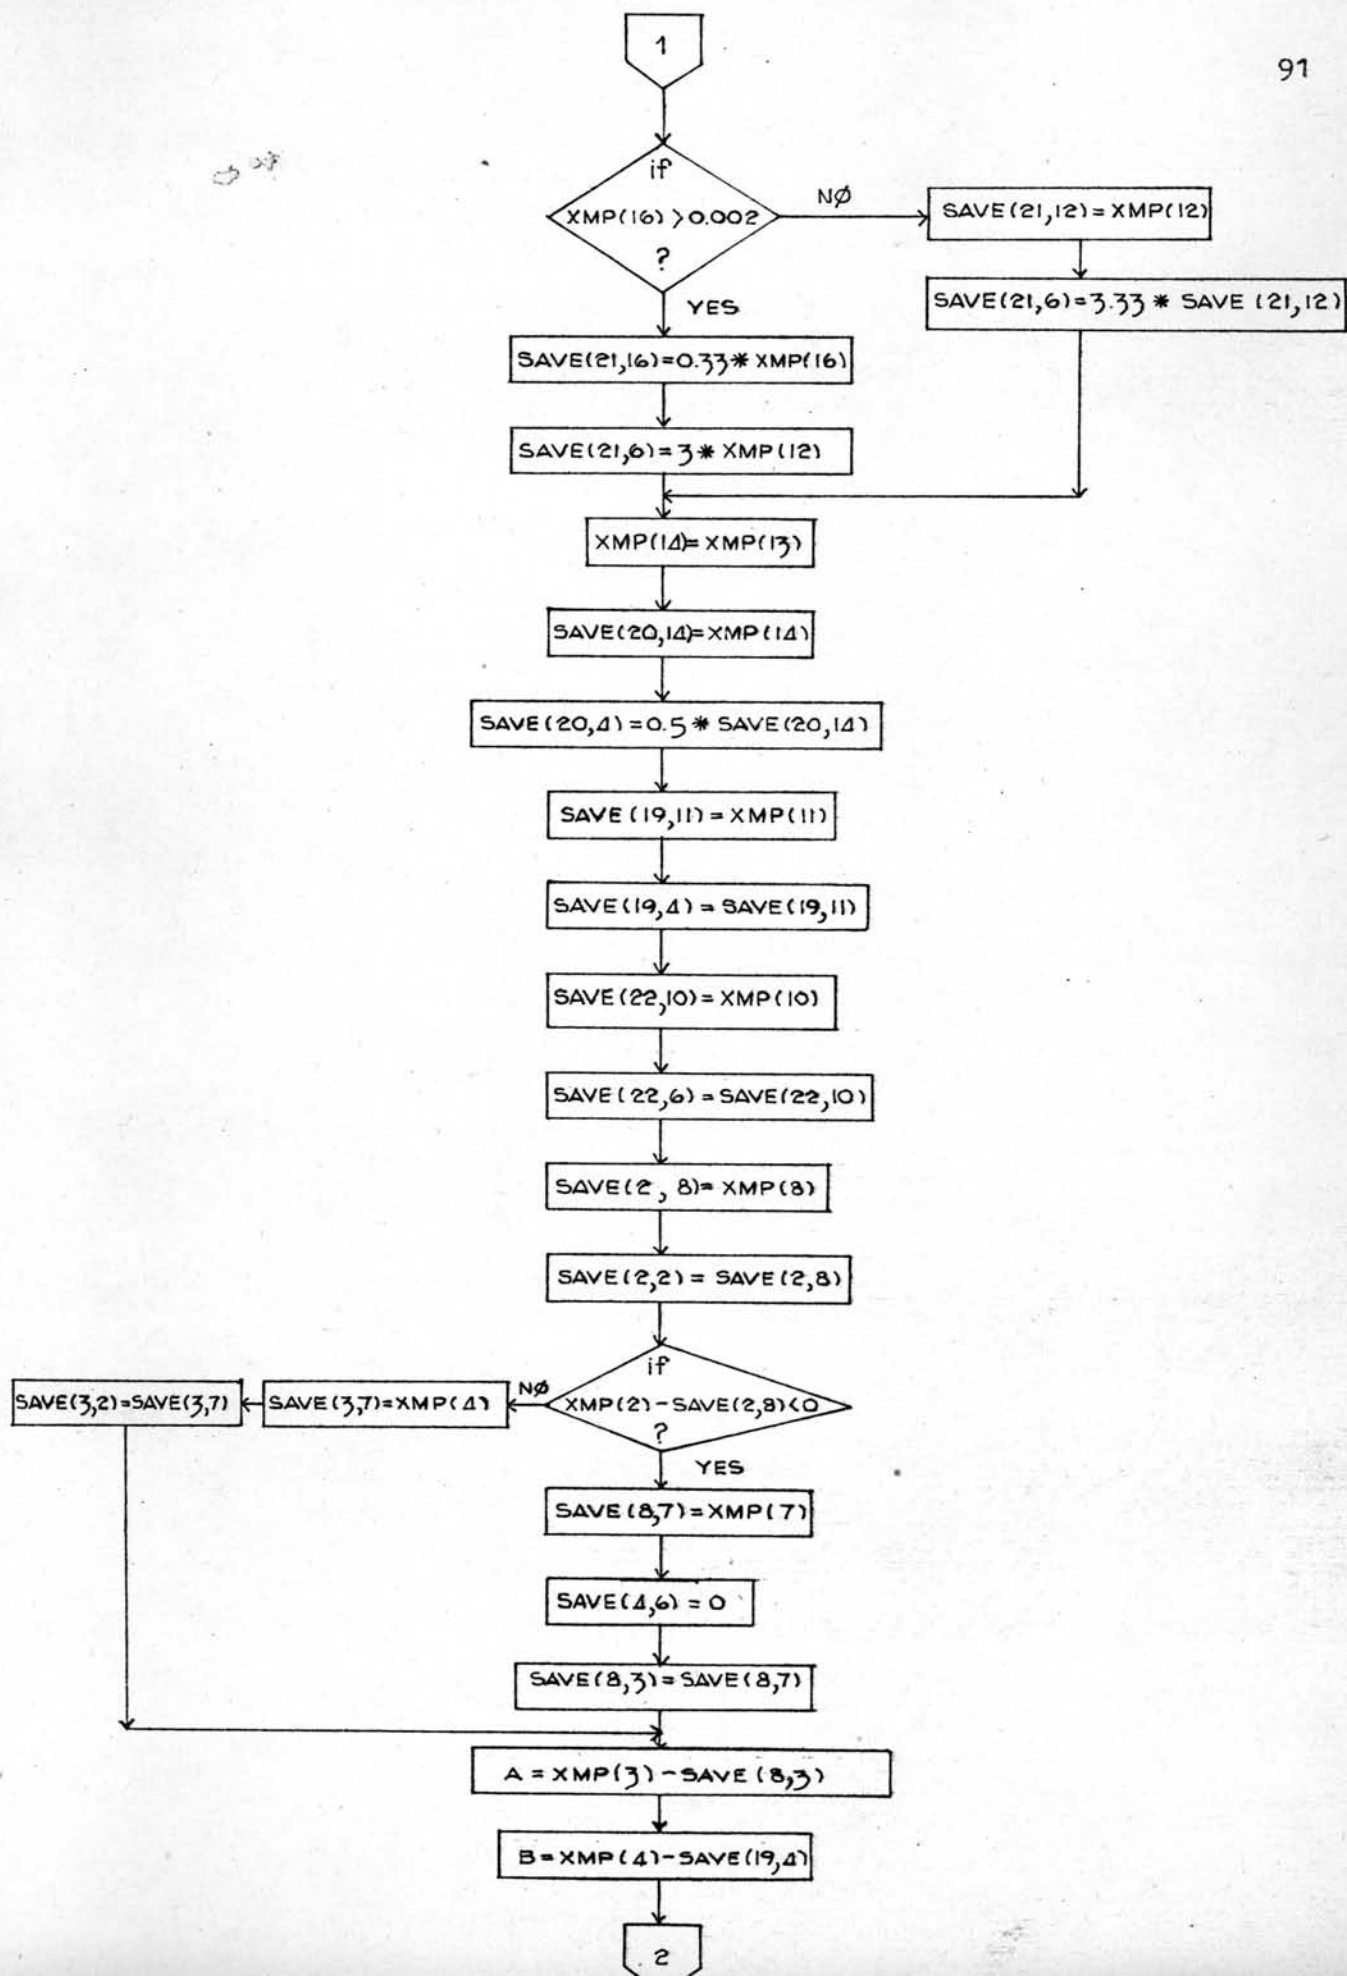 91
1
if
XMP(16) > 0.002
?
NØ
YES
SAVE(21,12) = XMP(12)
SAVE(21,6) = 3.33 * SAVE (21,12)
SAVE(21,16) = 0.33 * XMP(16)
SAVE(21,6) = 3 * XMP(12)
XMP(14) = XMP(13)
SAVE(20,14) = XMP(14)
SAVE(20,4) = 0.5 * SAVE(20,14)
SAVE (19,11) = XMP(11)
SAVE(19,4) = SAVE(19,11)
SAVE(22,10) = XMP(10)
SAVE(22,6) = SAVE(22,10)
SAVE(2, 8) = XMP(8)
SAVE(2,2) = SAVE(2,8)
if
XMP(2) - SAVE(2,8) < 0
?
NØ
SAVE(3,7) = XMP(4)
SAVE(3,2) = SAVE(3,7)
YES
SAVE(8,7) = XMP(7)
SAVE(4,6) = 0
SAVE(8,3) = SAVE(8,7)
A = XMP(3) - SAVE (8,3)
B = XMP(4) - SAVE(19,4)
2